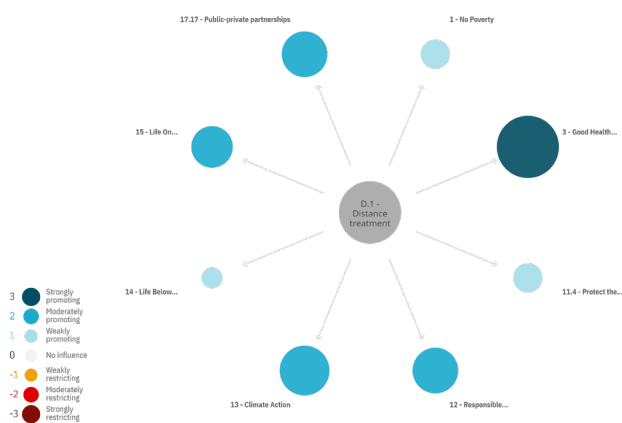 17.17 - Public-private partnerships
1 - No Poverty
15 - Life On...
3 - Good Health...
D.1 -
Distance
treatment
14 - Life Below...
11.4 - Protect the...
13 - Climate Action
12 - Responsible...
3 Strongly
promoting
2 Moderately
promoting
1 Weakly
promoting
0 No influence
-1 Weakly
restricting
-2 Moderately
restricting
-3 Strongly
restricting